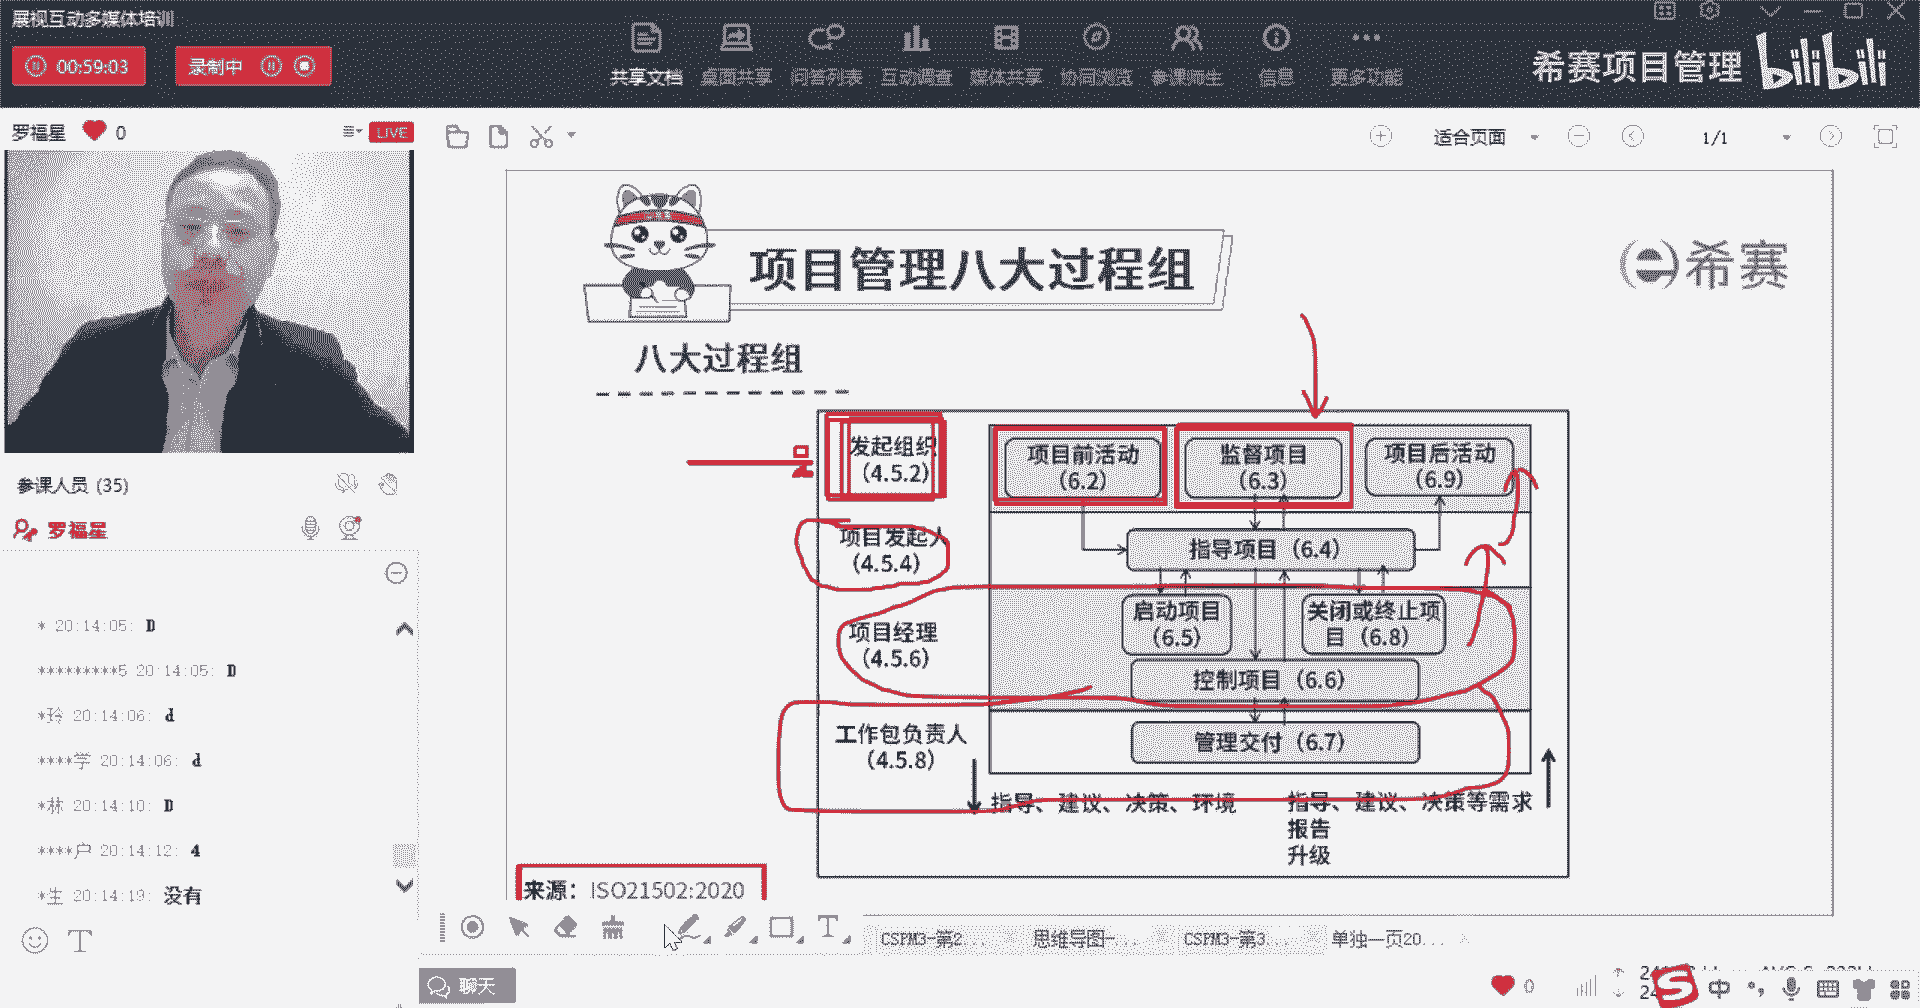 展视互动多媒体培训
00:59:03
录制中
共享文档
桌面共享
问答列表
互动调查
媒体共享
协同浏览
参课师生
信息
更多功能
希赛项目管理
bilibili
罗福星
0
LIVE
适合页面
1/1
项目管理八大过程组
希赛
八大过程组
发起组织
(4.5.2)
项目前活动
(6.2)
监督项目
(6.3)
项目后活动
(6.9)
项目发起人
(4.5.4)
指导项目（6.4）
项目经理
(4.5.6)
启动项目
(6.5)
关闭或终止项
目（6.8）
控制项目（6.6）
工作包负责人
(4.5.8)
管理交付（6.7）
指导、建议、决策、环境
指导、建议、决策等需求
报告
升级
来源：ISO21502:2020
参课人员 (35)
罗福星
* 20:14:05: D
*********5 20:14:05: D
*玲 20:14:06: d
****学 20:14:06: d
*林 20:14:10: D
****户 20:14:12: 4
*生 20:14:19: 没有
T
T
CSPM3-第2...
思维导图-...
CSPM3-第3...
单独一页20...
聊天
0
S
中